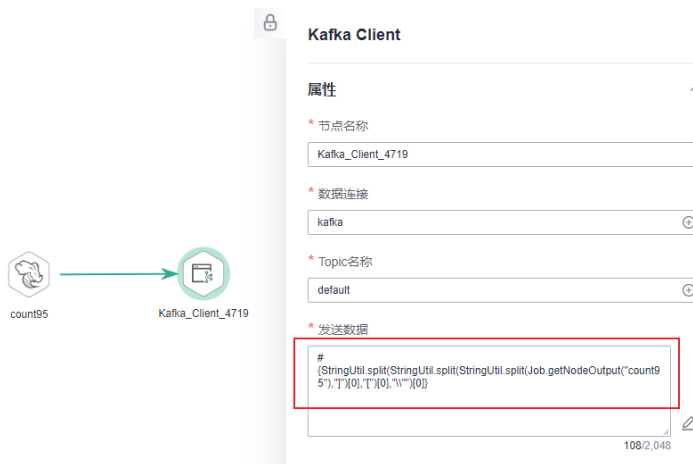 Kafka Client
属性
* 节点名称
Kafka_Client_4719
* 数据连接
kafka
* Topic名称
default
* 发送数据
#
{StringUtil.split(StringUtil.split(StringUtil.split(Job.getNodeOutput("count9
5"),"]")[0],"[")[0],"\\"")[0]}
108/2,048
count95
Kafka_Client_4719